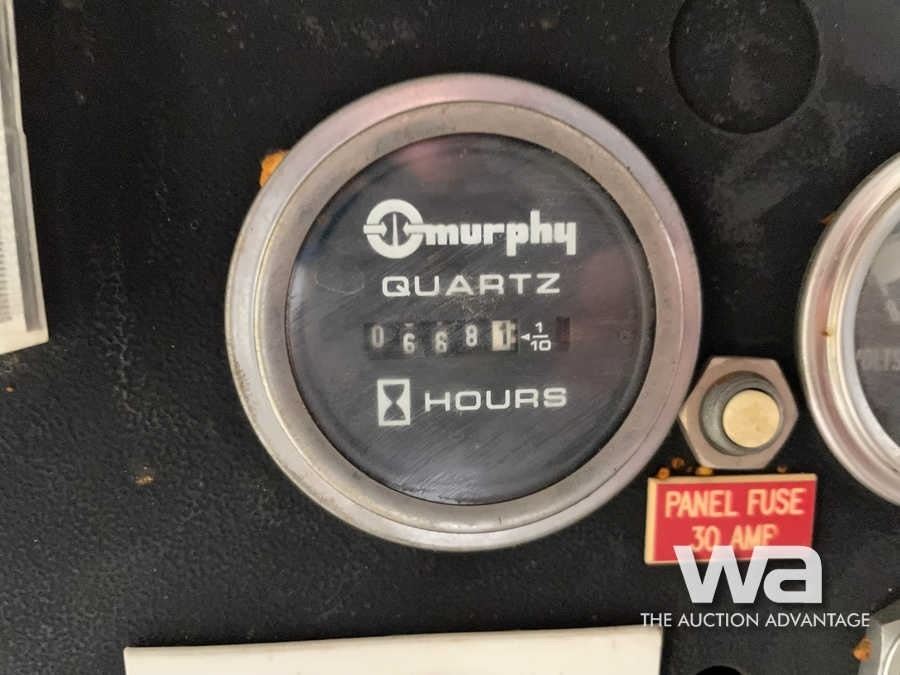 murphy
QUARTZ
0 6 6 8 1 1/10
HOURS
PANEL FUSE
30 AMP
wa
THE AUCTION ADVANTAGE